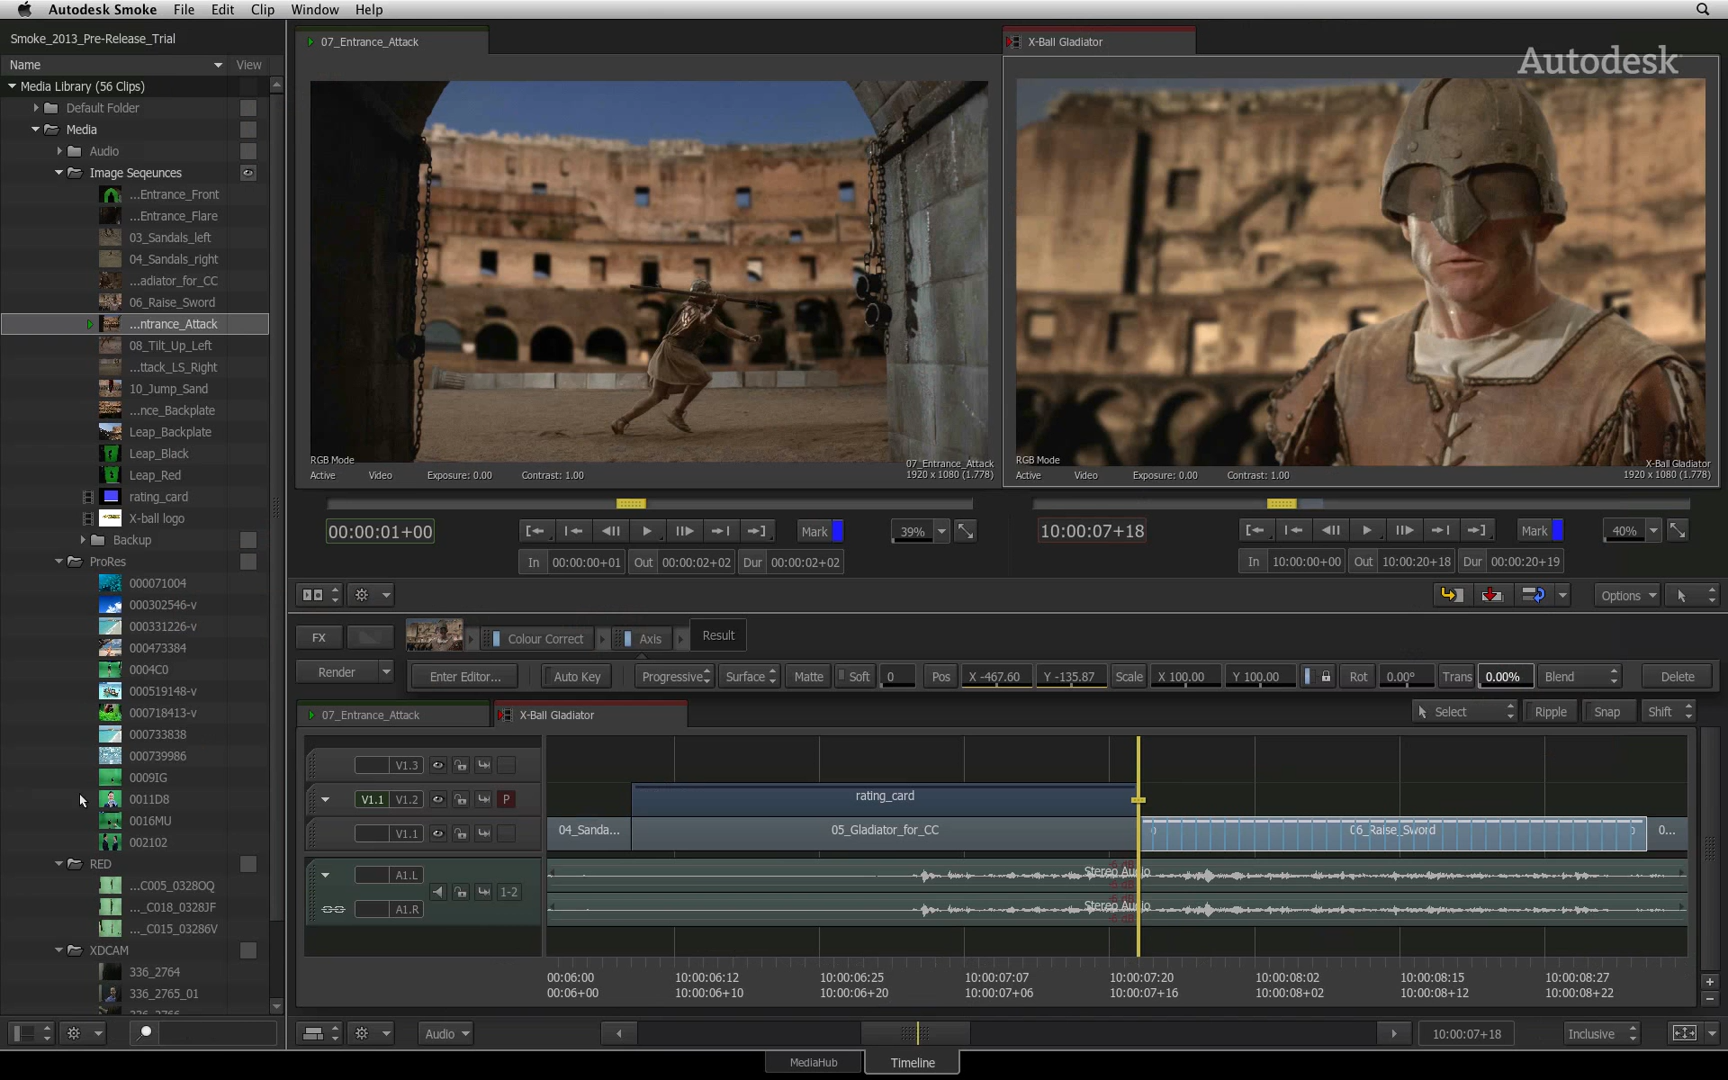 Autodesk Smoke File Edit Clip Window Help
Smoke_2013_Pre-Release_Trial
Name View
Media Library (56 Clips)
Default Folder
Media
Audio
Image Seqeunces
...Entrance_Front
...Entrance_Flare
03_Sandals_left
04_Sandals_right
...adiator_for_CC
06_Raise_Sword
...ntrance_Attack
08_Tilt_Up_Left
...ttack_LS_Right
10_Jump_Sand
...nce_Backplate
Leap_Backplate
Leap_Black
Leap_Red
rating_card
X-ball logo
Backup
ProRes
000071004
000302546-v
000331226-v
000473384
0004C0
000519148-v
000718413-v
000733838
000739986
0009IG
0011D8
0016MU
002102
RED
...C005_0328OQ
..._C018_0328JF
..._C015_03286V
XDCAM
336_2764
336_2765_01
07_Entrance_Attack
RGB Mode
07_Entrance_Attack
Active Video Exposure: 0.00 Contrast: 1.00 1920 x 1080 (1.778)
00:00:01+00 Mark 39%
In 00:00:00+01 Out 00:00:02+02 Dur 00:00:02+02
X-Ball Gladiator
Autodesk
RGB Mode
X-Ball Gladiator
Active Video Exposure: 0.00 Contrast: 1.00 1920 x 1080 (1.778)
10:00:07+18 Mark 40%
In 10:00:00+00 Out 10:00:20+18 Dur 00:00:20+19
Options
FX Colour Correct Axis Result
Render Enter Editor... Auto Key Progressive Surface Matte Soft 0 Pos X -467.60 Y -135.87 Scale X 100.00 Y 100.00 Rot 0.00° Trans 0.00% Blend Delete
07_Entrance_Attack X-Ball Gladiator Select Ripple Snap Shift
V1.3
V1.1 V1.2 P rating_card
V1.1 04_Sanda... 05_Gladiator_for_CC 06_Raise_Sword 0...
A1.L Stereo Audio
1-2
A1.R Stereo Audio
00:06:00 10:00:06:12 10:00:06:25 10:00:07:07 10:00:07:20 10:00:08:02 10:00:08:15 10:00:08:27
00:06+00 10:00:06+10 10:00:06+20 10:00:07+06 10:00:07+16 10:00:08+02 10:00:08+12 10:00:08+22
Audio 10:00:07+18 Inclusive
MediaHub Timeline